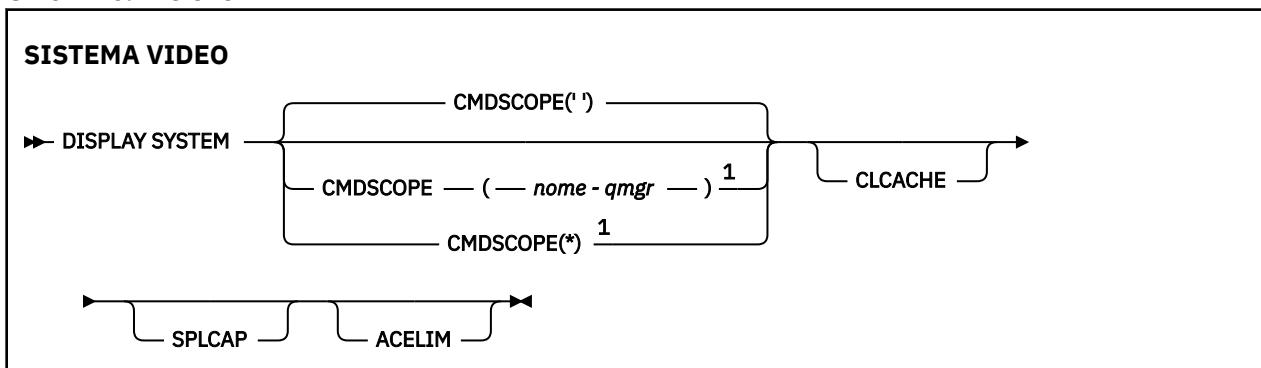 SISTEMA VIDEO
CMDSCOPE(' ')
DISPLAY SYSTEM
CMDSCOPE ( nome - qmgr ) 1
CLCACHE
CMDSCOPE(*) 1
SPLCAP
ACELIM